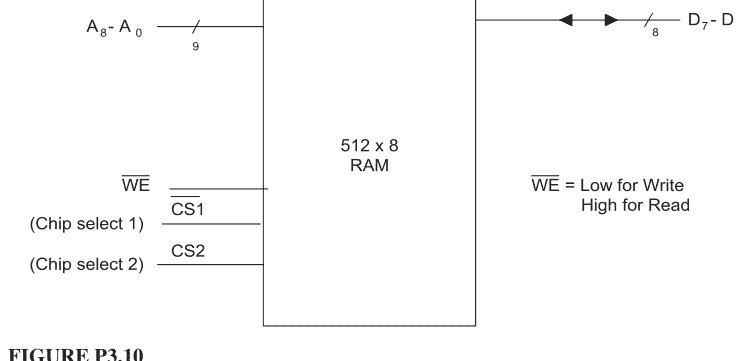 A8 - A0
9
D7 - D
8
512 x 8
RAM
WE
WE = Low for Write
High for Read
CS1
(Chip select 1)
CS2
(Chip select 2)
FIGURE P3.10